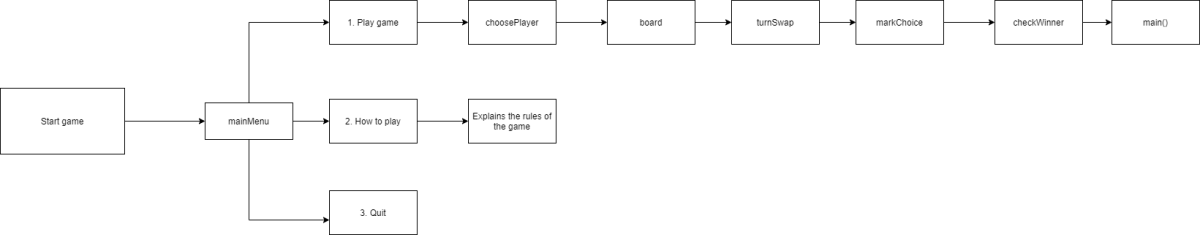 1. Play game
choosePlayer
board
turnSwap
markChoice
checkWinner
main()
Start game
mainMenu
2. How to play
Explains the rules of
the game
3. Quit